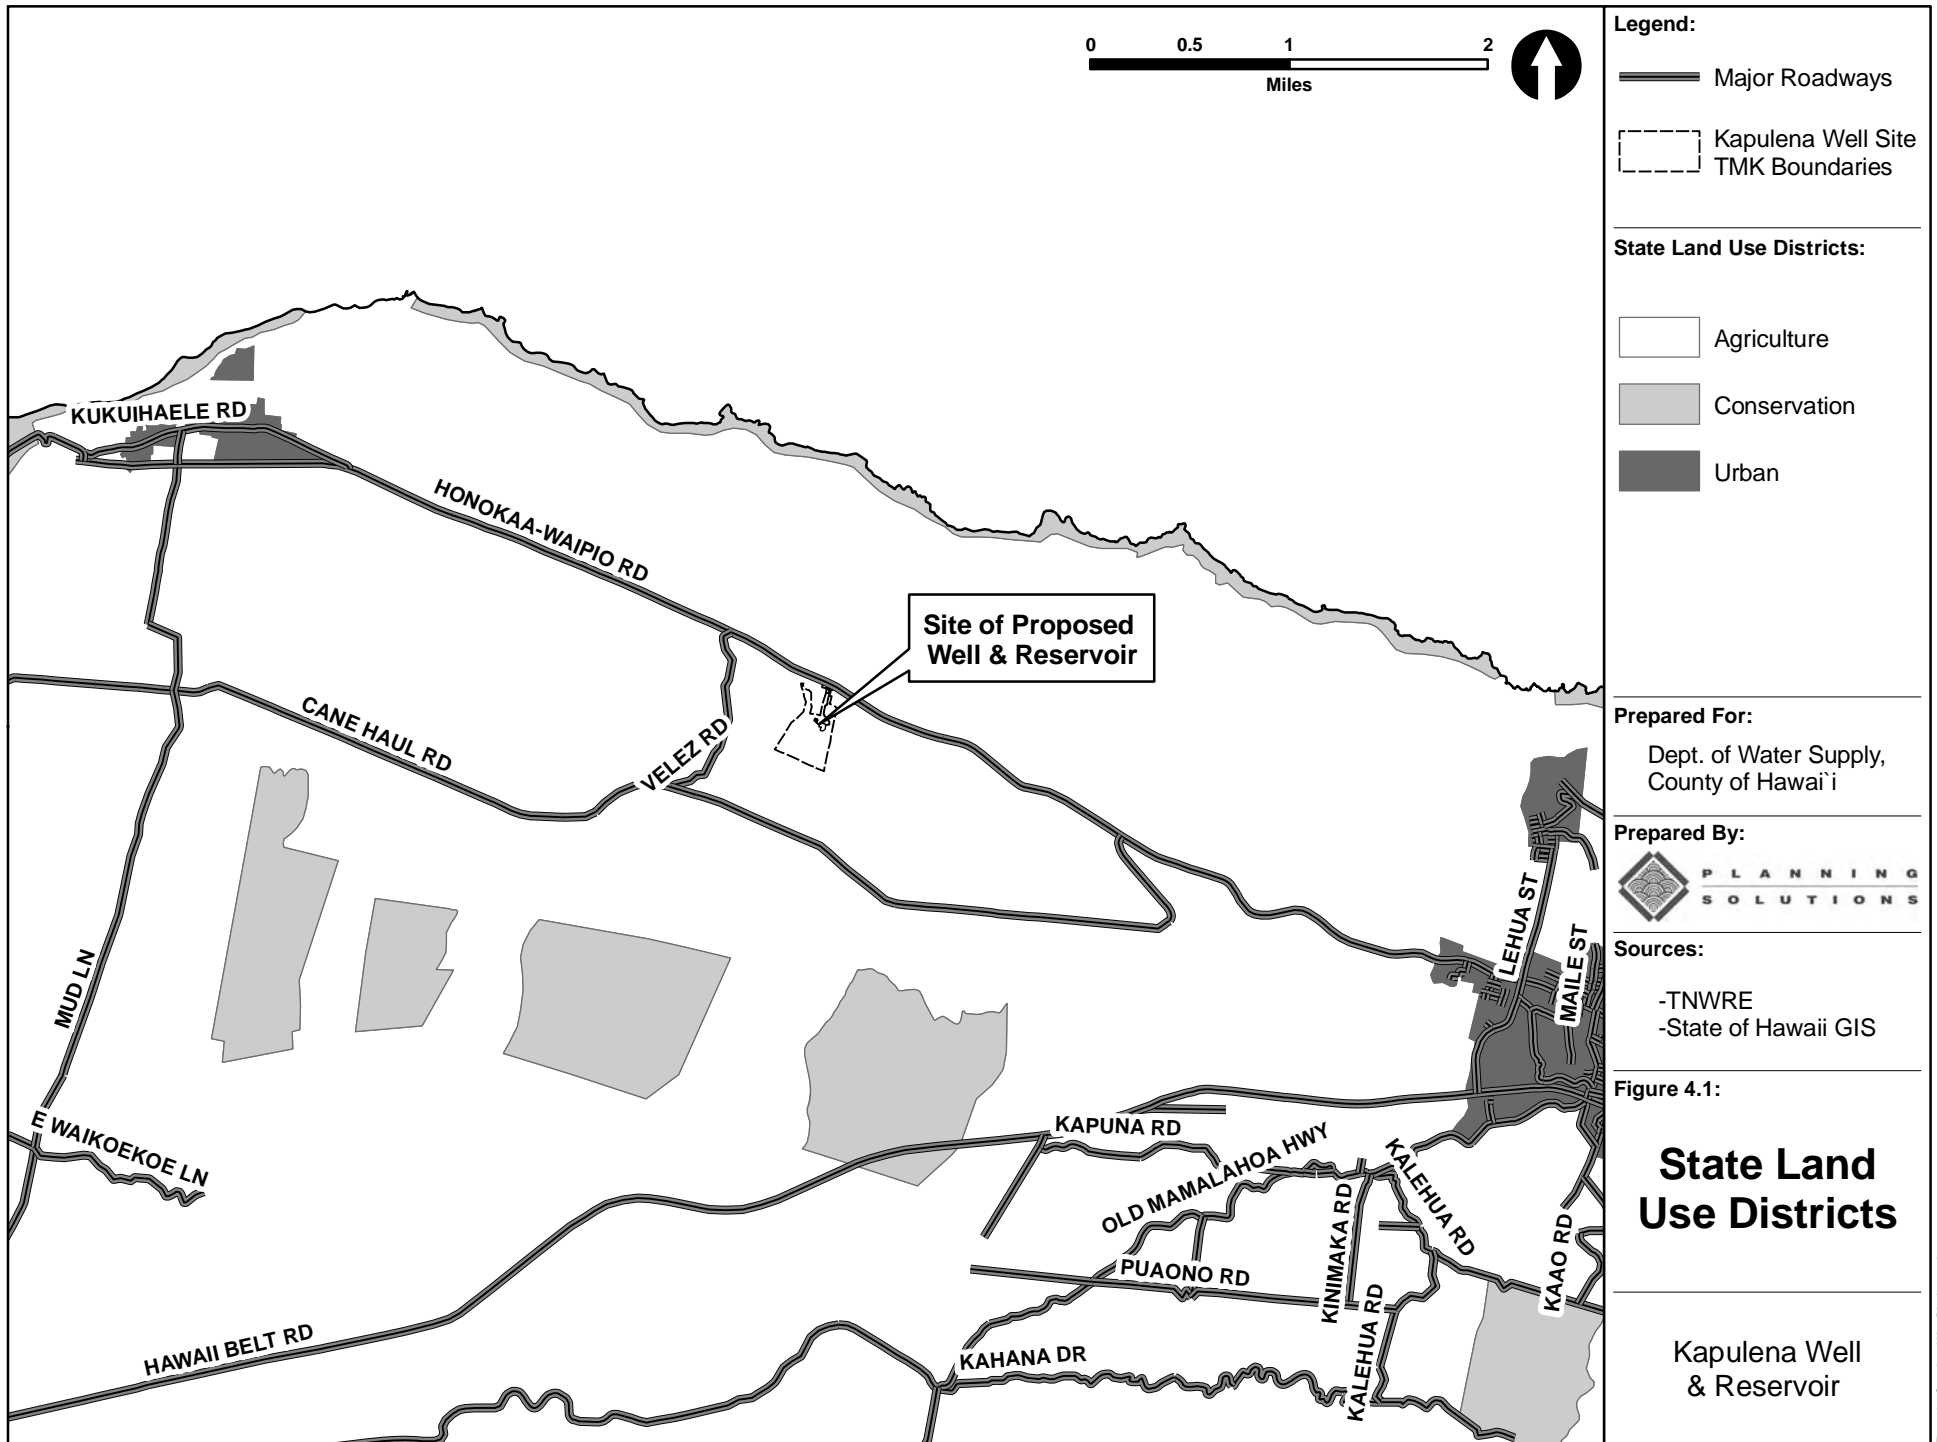 0 0.5 1 2
Miles
KUKUIHAELE RD
HONOKAA-WAIPIO RD
Site of Proposed
Well & Reservoir
CANE HAUL RD
VELEZ RD
MUD LN
LEHUA ST
MAILE ST
E WAIKOEKOE LN
KAPUNA RD
OLD MAMALAHOA HWY
KALEHUA RD
KINIMAKA RD
KAAO RD
PUAONO RD
KALEHUA RD
HAWAII BELT RD
KAHANA DR
Legend:
Major Roadways
Kapulena Well Site
TMK Boundaries
State Land Use Districts:
Agriculture
Conservation
Urban
Prepared For:
Dept. of Water Supply,
County of Hawai`i
Prepared By:
PLANNING
SOLUTIONS
Sources:
-TNWRE
-State of Hawaii GIS
Figure 4.1:
State Land
Use Districts
Kapulena Well
& Reservoir